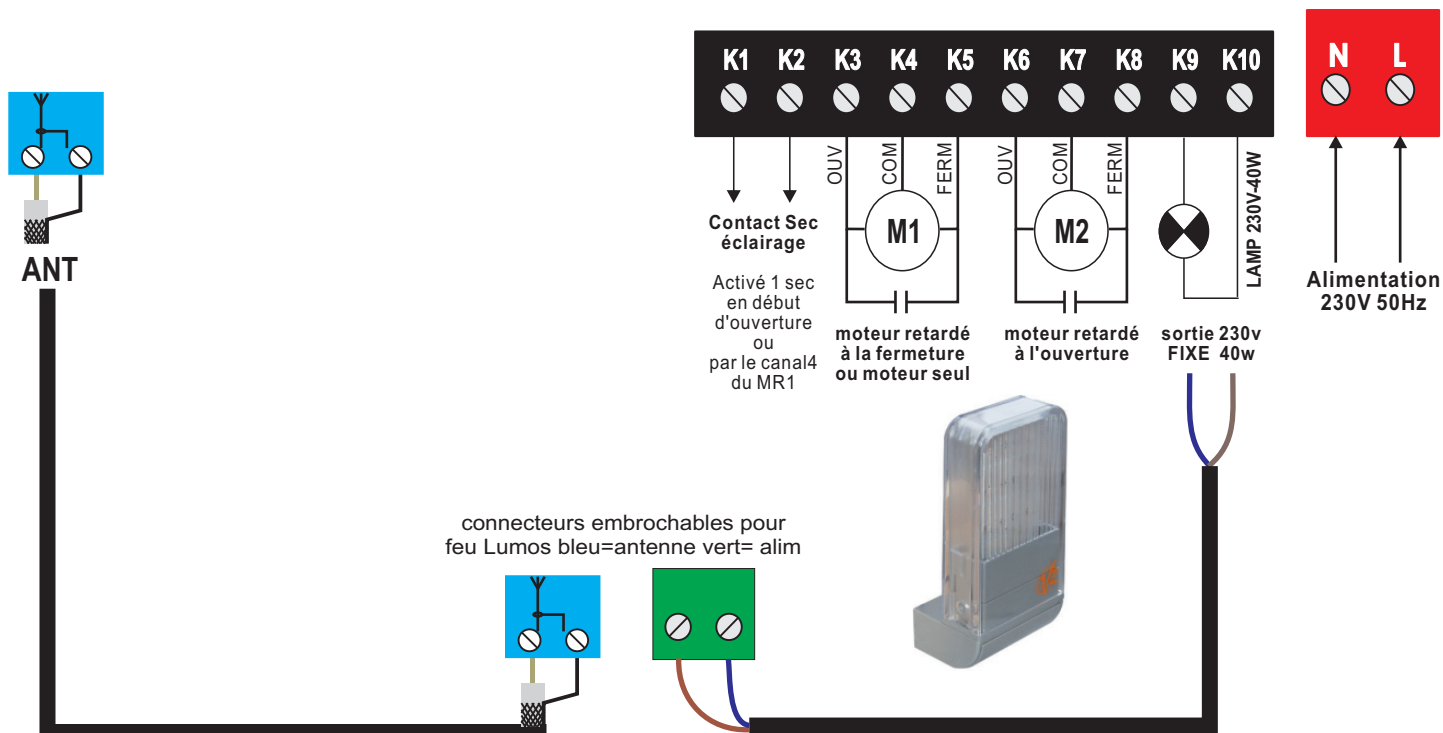 K1 K2 K3 K4 K5 K6 K7 K8 K9 K10
N L
OUV COM FERM
OUV COM FERM
LAMP 230V-40W
M1
M2
Contact Sec
éclairage
Activé 1 sec
en début
d'ouverture
ou
par le canal4
du MR1
moteur retardé
à la fermeture
ou moteur seul
moteur retardé
à l'ouverture
sortie 230v
FIXE 40w
Alimentation
230V 50Hz
ANT
connecteurs embrochables pour
feu Lumos bleu=antenne vert= alim